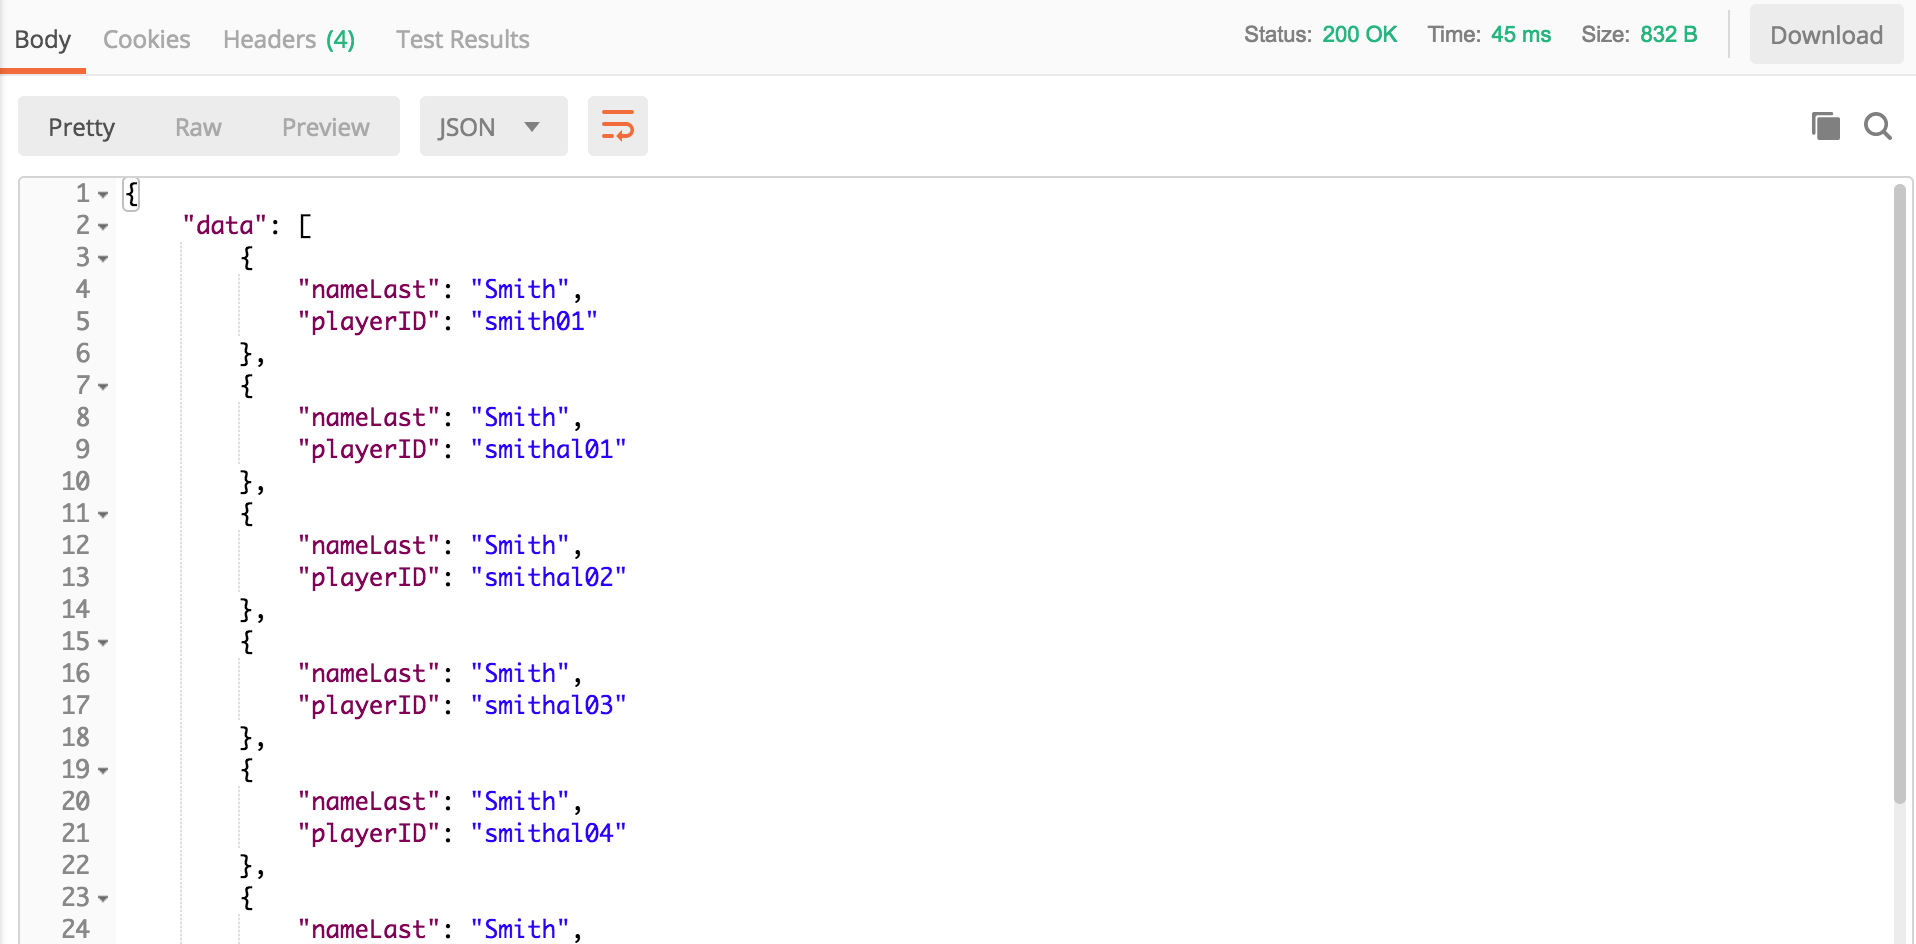 Body Cookies Headers (4) Test Results Status: 200 OK Time: 45 ms Size: 832 B Download
Pretty Raw Preview JSON
1 {
2 "data": [
3 {
4 "nameLast": "Smith",
5 "playerID": "smith01"
6 },
7 {
8 "nameLast": "Smith",
9 "playerID": "smithal01"
10 },
11 {
12 "nameLast": "Smith",
13 "playerID": "smithal02"
14 },
15 {
16 "nameLast": "Smith",
17 "playerID": "smithal03"
18 },
19 {
20 "nameLast": "Smith",
21 "playerID": "smithal04"
22 },
23 {
24 "nameLast": "Smith",